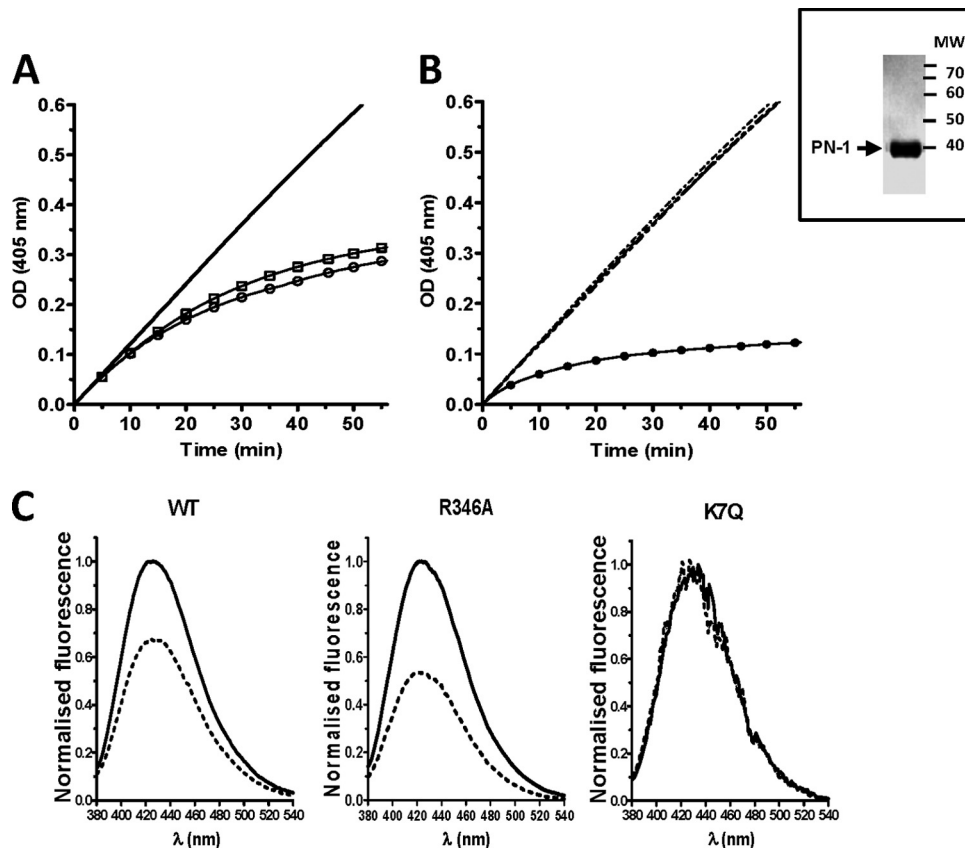 A
OD (405 nm)
0.6
0.5
0.4
0.3
0.2
0.1
0.0
0 10 20 30 40 50
Time (min)
B
OD (405 nm)
0.6
0.5
0.4
0.3
0.2
0.1
0.0
0 10 20 30 40 50
Time (min)
MW
70
60
50
PN-1 40
C
WT
Normalised fluorescence
1.0
0.8
0.6
0.4
0.2
0.0
380 400 420 440 460 480 500 520 540
λ (nm)
R346A
Normalised fluorescence
1.0
0.8
0.6
0.4
0.2
0.0
380 400 420 440 460 480 500 520 540
λ (nm)
K7Q
Normalised fluorescence
1.0
0.8
0.6
0.4
0.2
0.0
380 400 420 440 460 480 500 520 540
λ (nm)